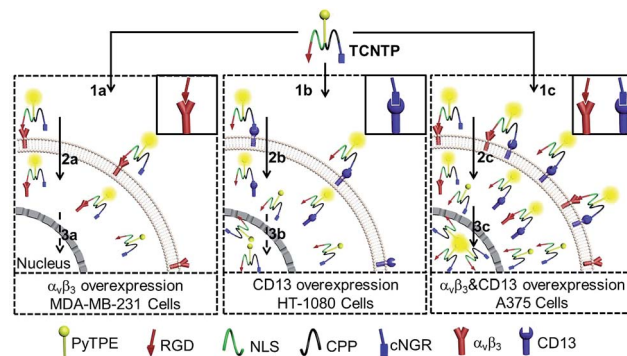 TCNTP
1a
1b
1c
2a
2b
2c
3a
3b
3c
Nucleus
αvβ3 overexpression
MDA-MB-231 Cells
CD13 overexpression
HT-1080 Cells
αvβ3&CD13 overexpression
A375 Cells
PyTPE RGD NLS CPP cNGR αvβ3 CD13